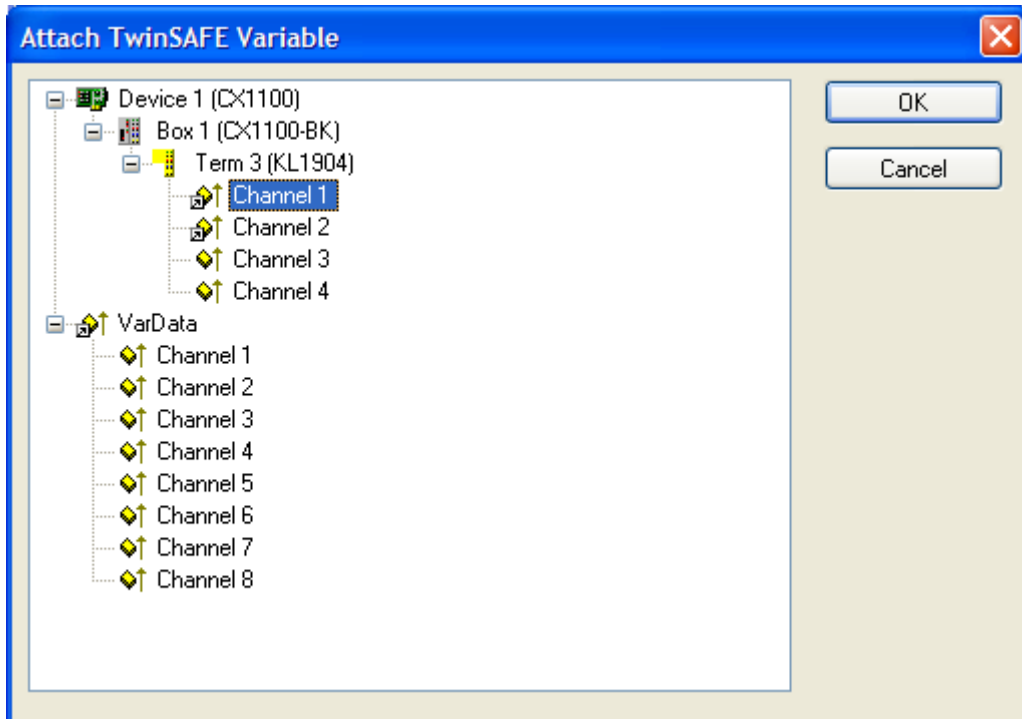 Attach TwinSAFE Variable
Device 1 (CX1100)
OK
Box 1 (CX1100-BK)
Term 3 (KL1904)
Cancel
Channel 1
Channel 2
Channel 3
Channel 4
VarData
Channel 1
Channel 2
Channel 3
Channel 4
Channel 5
Channel 6
Channel 7
Channel 8